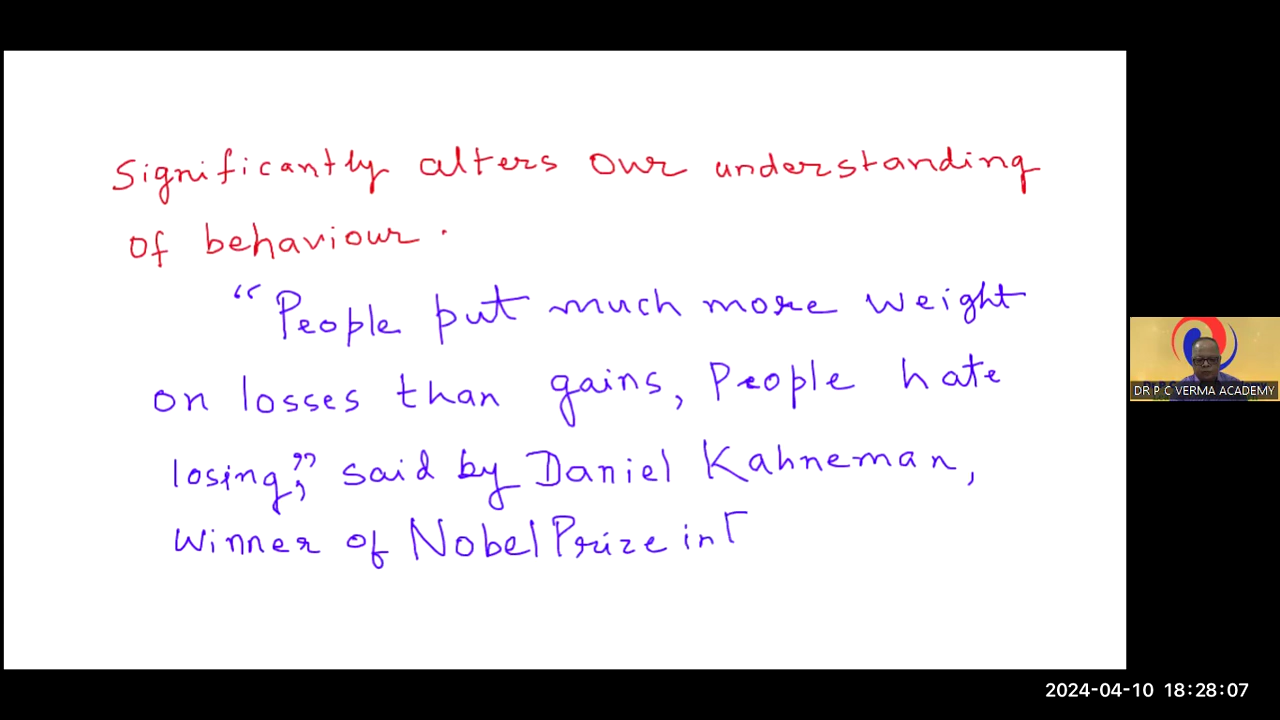 Significantly alters our understanding
of behaviour.
“People put much more weight
on losses than gains, People hate
losing,” said by Daniel Kahneman,
Winner of Nobel Prize in
DR P C VERMA ACADEMY
2024-04-10 18:28:07